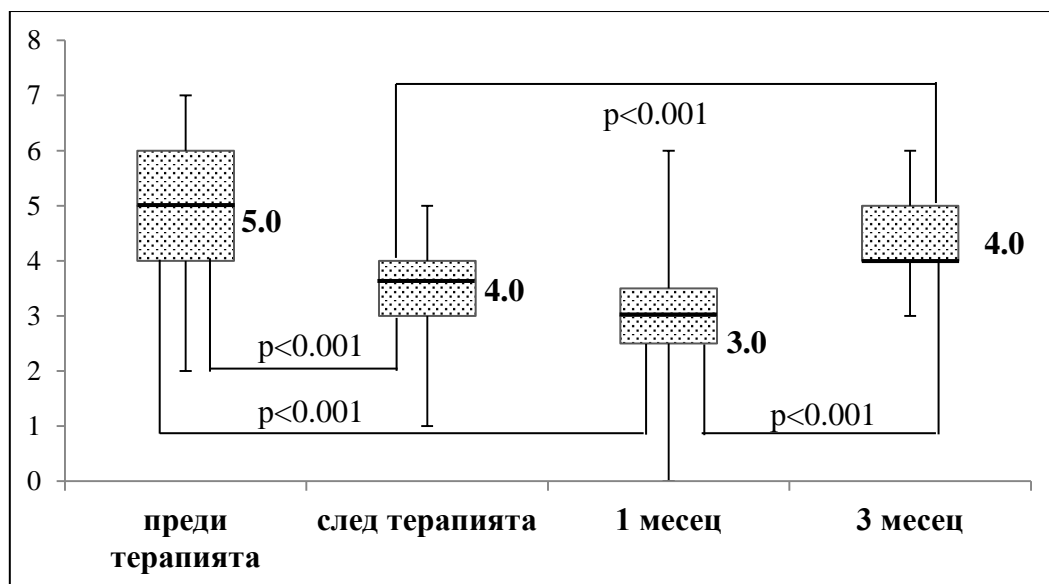 8
7
6
5
4
3
2
1
0
p<0.001
5.0
4.0
4.0
3.0
p<0.001
p<0.001
p<0.001
преди терапията
след терапията
1 месец
3 месец